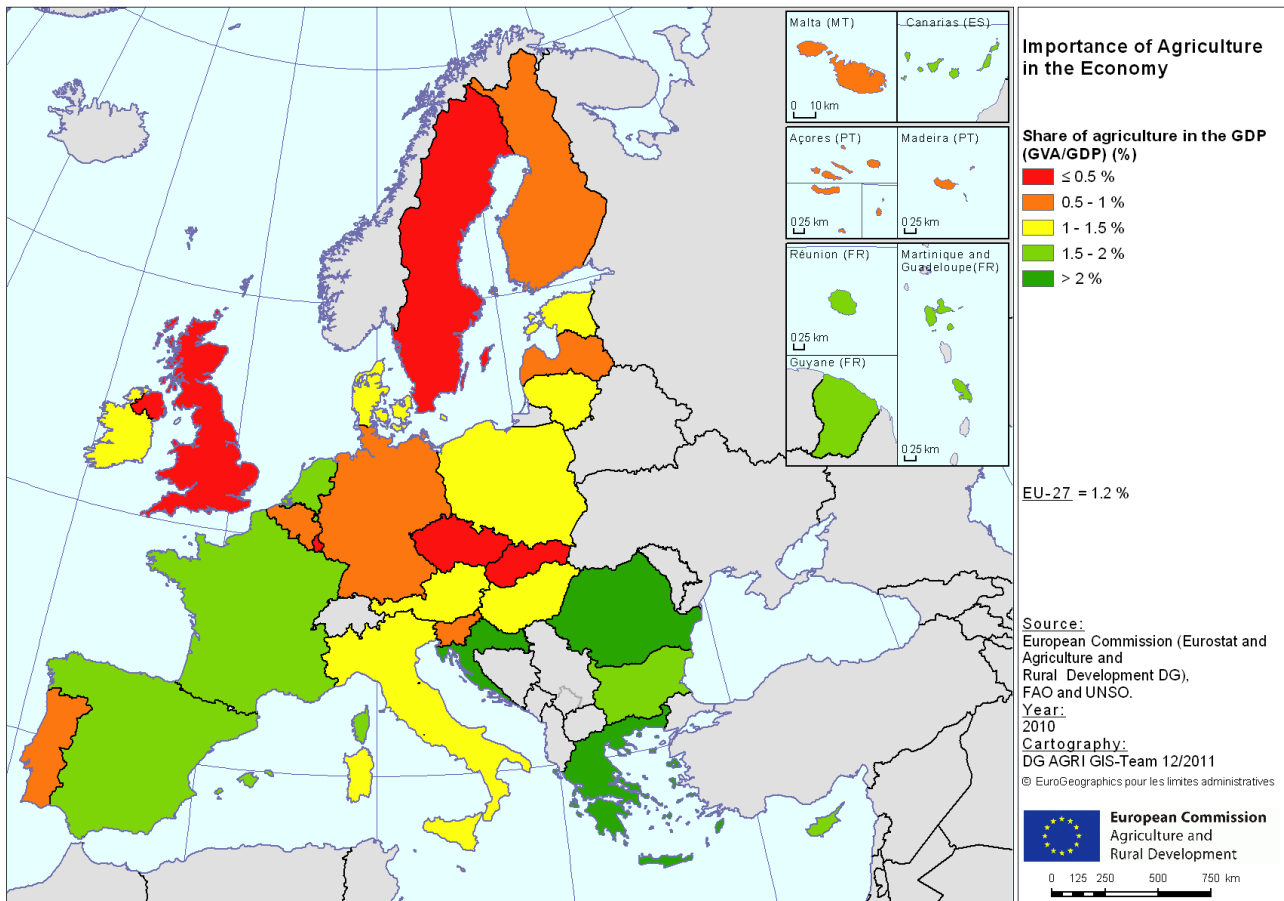 Malta (MT)
0 10 km
Canarias (ES)
Açores (PT)
0 25 km
Madeira (PT)
0 25 km
Réunion (FR)
0 25 km
Martinique and
Guadeloupe(FR)
0 25 km
Guyane (FR)
Importance of Agriculture
in the Economy
Share of agriculture in the GDP
(GVA/GDP) (%)
≤ 0.5 %
0.5 - 1 %
1 - 1.5 %
1.5 - 2 %
> 2 %
EU-27 = 1.2 %
Source:
European Commission (Eurostat and
Agriculture and
Rural Development DG),
FAO and UNSO.
Year:
2010
Cartography:
DG AGRI GIS-Team 12/2011
© EuroGeographics pour les limites administratives
European Commission
Agriculture and
Rural Development
0 125 250 500 750 km